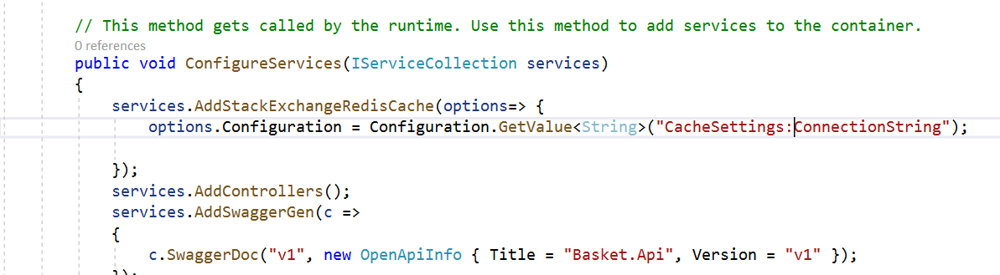 // This method gets called by the runtime. Use this method to add services to the container.
0 references
public void ConfigureServices(IServiceCollection services)
{
services.AddStackExchangeRedisCache(options=> {
options.Configuration = Configuration.GetValue<String>("CacheSettings:ConnectionString");
});
services.AddControllers();
services.AddSwaggerGen(c =>
{
c.SwaggerDoc("v1", new OpenApiInfo { Title = "Basket.Api", Version = "v1" });
});